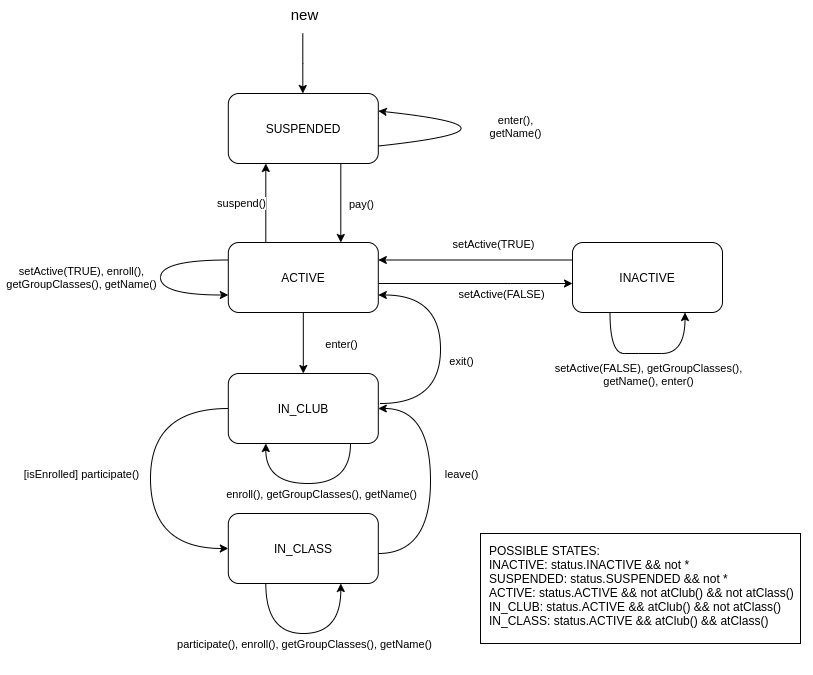 new
SUSPENDED
enter(),
getName()
suspend()
pay()
setActive(TRUE)
setActive(TRUE), enroll(),
getGroupClasses(), getName()
ACTIVE
INACTIVE
setActive(FALSE)
enter()
exit()
setActive(FALSE), getGroupClasses(),
getName(), enter()
IN_CLUB
[isEnrolled] participate()
leave()
enroll(), getGroupClasses(), getName()
IN_CLASS
participate(), enroll(), getGroupClasses(), getName()
POSSIBLE STATES:
INACTIVE: status.INACTIVE && not *
SUSPENDED: status.SUSPENDED && not *
ACTIVE: status.ACTIVE && not atClub() && not atClass()
IN_CLUB: status.ACTIVE && atClub() && not atClass()
IN_CLASS: status.ACTIVE && atClub() && atClass()